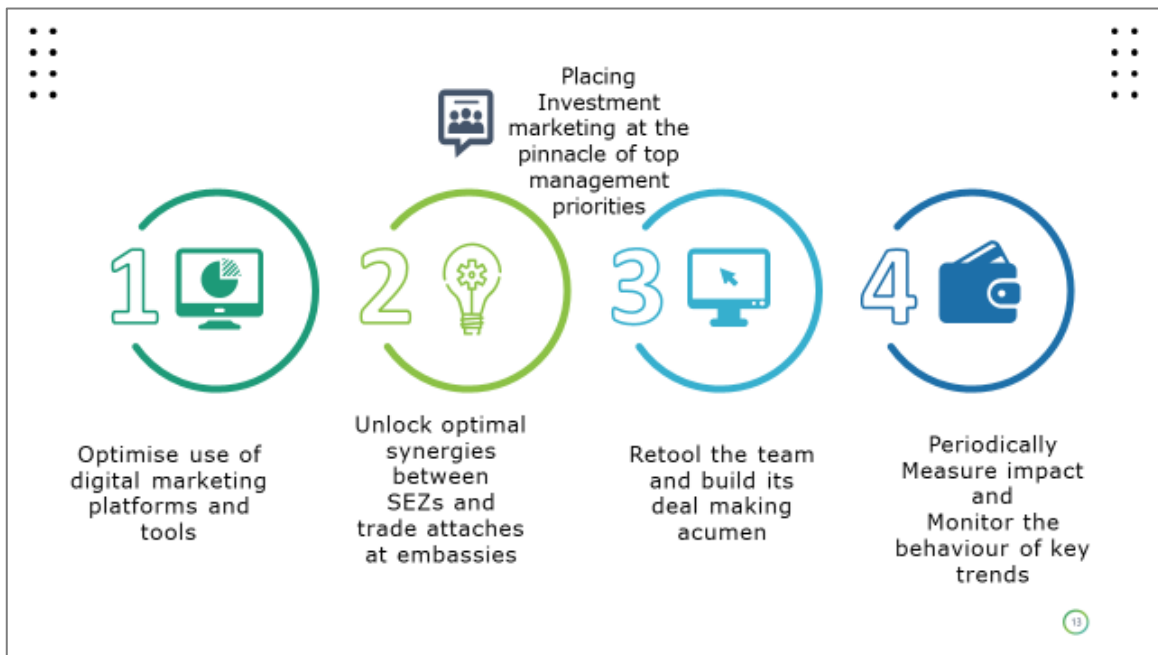 Placing
Investment
marketing at the
pinnacle of top
management
priorities
1
2
3
4
Optimise use of
digital marketing
platforms and
tools
Unlock optimal
synergies
between
SEZs and
trade attaches
at embassies
Retool the team
and build its
deal making
acumen
Periodically
Measure impact
and
Monitor the
behaviour of key
trends
13